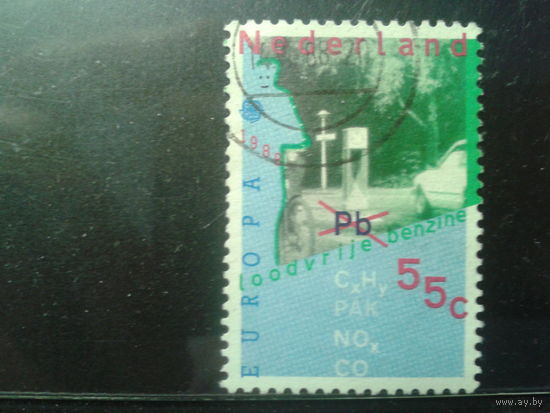 Nederland
EUROPA
1988
Pb
loodvrije benzine
55c
CxHy
PAK
NOx
CO
www.ay.by